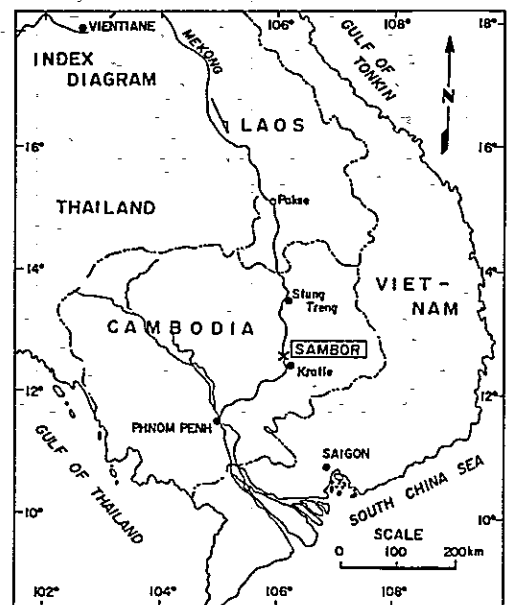 106° 108° 18°
VIENTIANE
INDEX
DIAGRAM
MEKONG
GULF OF
TONKIN
N
LAOS
16° 16°
Pakse
THAILAND
14° 14°
Stung
Treng
VIET-
NAM
CAMBODIA
SAMBOR
Kratie
12° 12°
PHNOM PENH
SAIGON
GULF OF THAILAND
SOUTH CHINA SEA
10° 10°
SCALE
0 100 200km
102° 104° 106° 108°